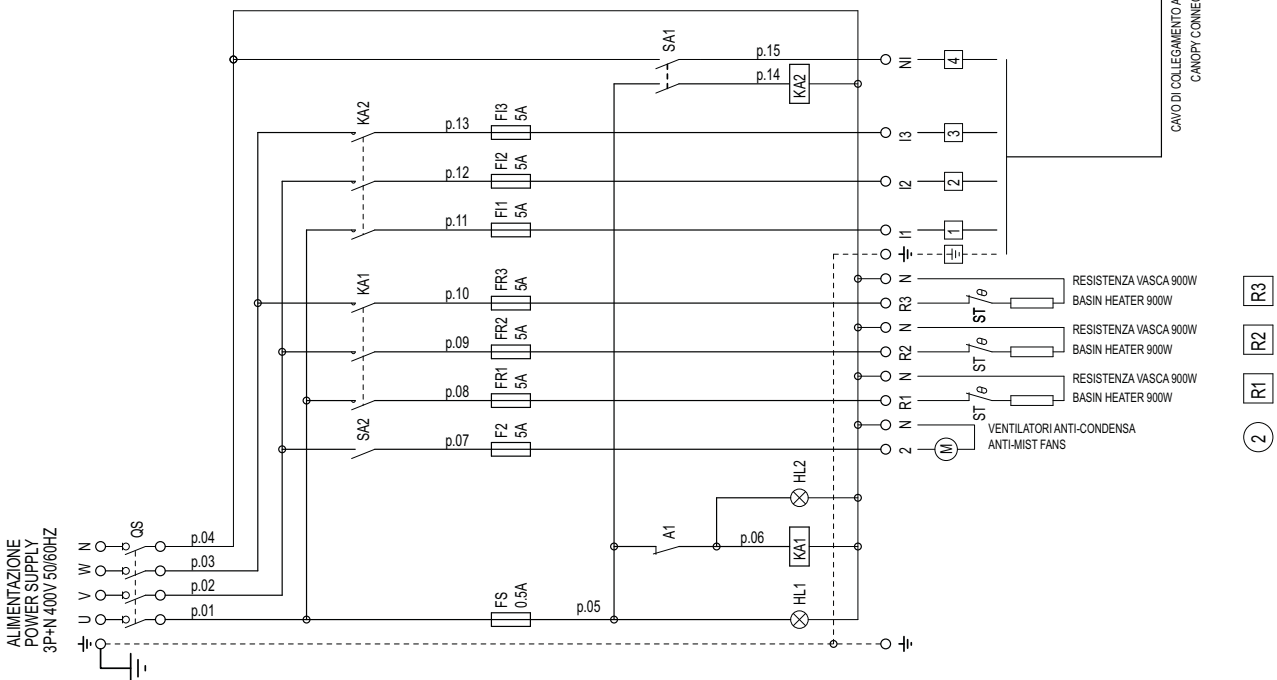 ALIMENTAZIONE
POWER SUPPLY
3P+N 400V 50/60HZ
U V W N
QS
p.04
p.03
p.02
p.01
SA1
p.15
p.14
KA2
NI
4
KA2
p.13
FI3
5A
I3
3
p.12
FI2
5A
I2
2
p.11
FI1
5A
I1
1
KA1
p.10
FR3
5A
N
R3
ST
θ
RESISTENZA VASCA 900W
BASIN HEATER 900W
R3
p.09
FR2
5A
N
R2
ST
θ
RESISTENZA VASCA 900W
BASIN HEATER 900W
R2
p.08
FR1
5A
N
R1
ST
θ
RESISTENZA VASCA 900W
BASIN HEATER 900W
R1
SA2
p.07
F2
5A
N
2
M
VENTILATORI ANTI-CONDENSA
ANTI-MIST FANS
2
HL2
A1
p.06
KA1
FS
0.5A
p.05
HL1
CAVO DI COLLEGAMENTO A
CANOPY